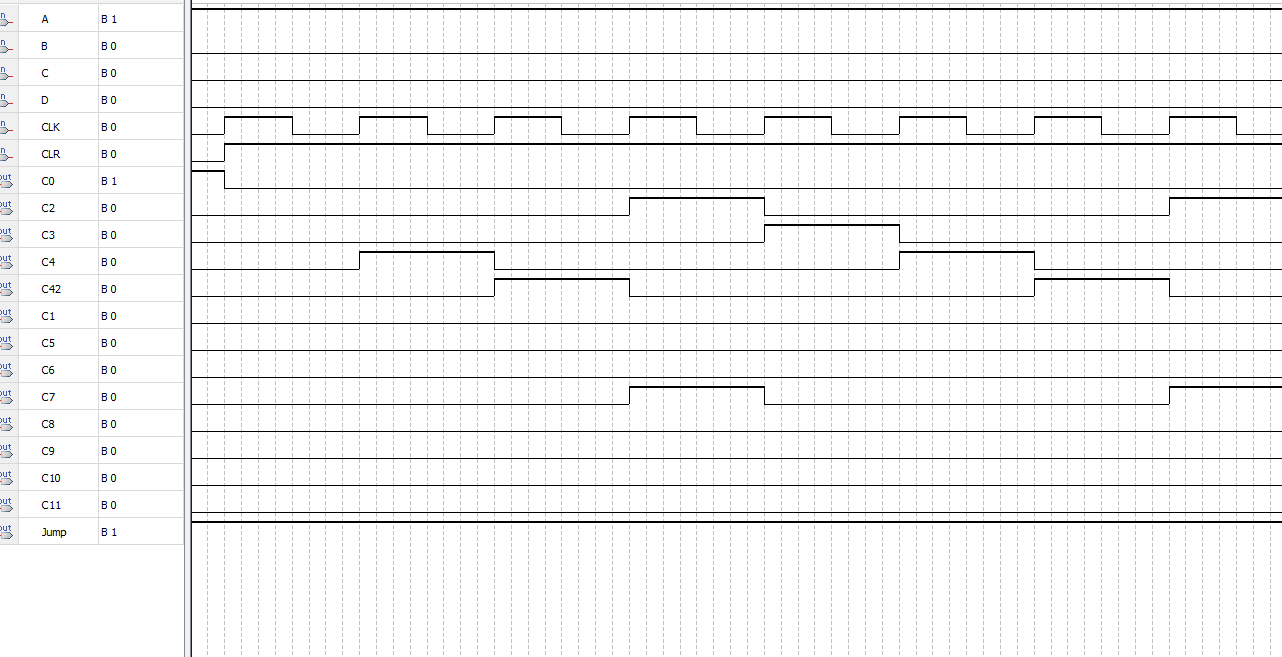 in A B 1
in B B 0
in C B 0
in D B 0
in CLK B 0
in CLR B 0
out C0 B 1
out C2 B 0
out C3 B 0
out C4 B 0
out C42 B 0
out C1 B 0
out C5 B 0
out C6 B 0
out C7 B 0
out C8 B 0
out C9 B 0
out C10 B 0
out C11 B 0
out Jump B 1